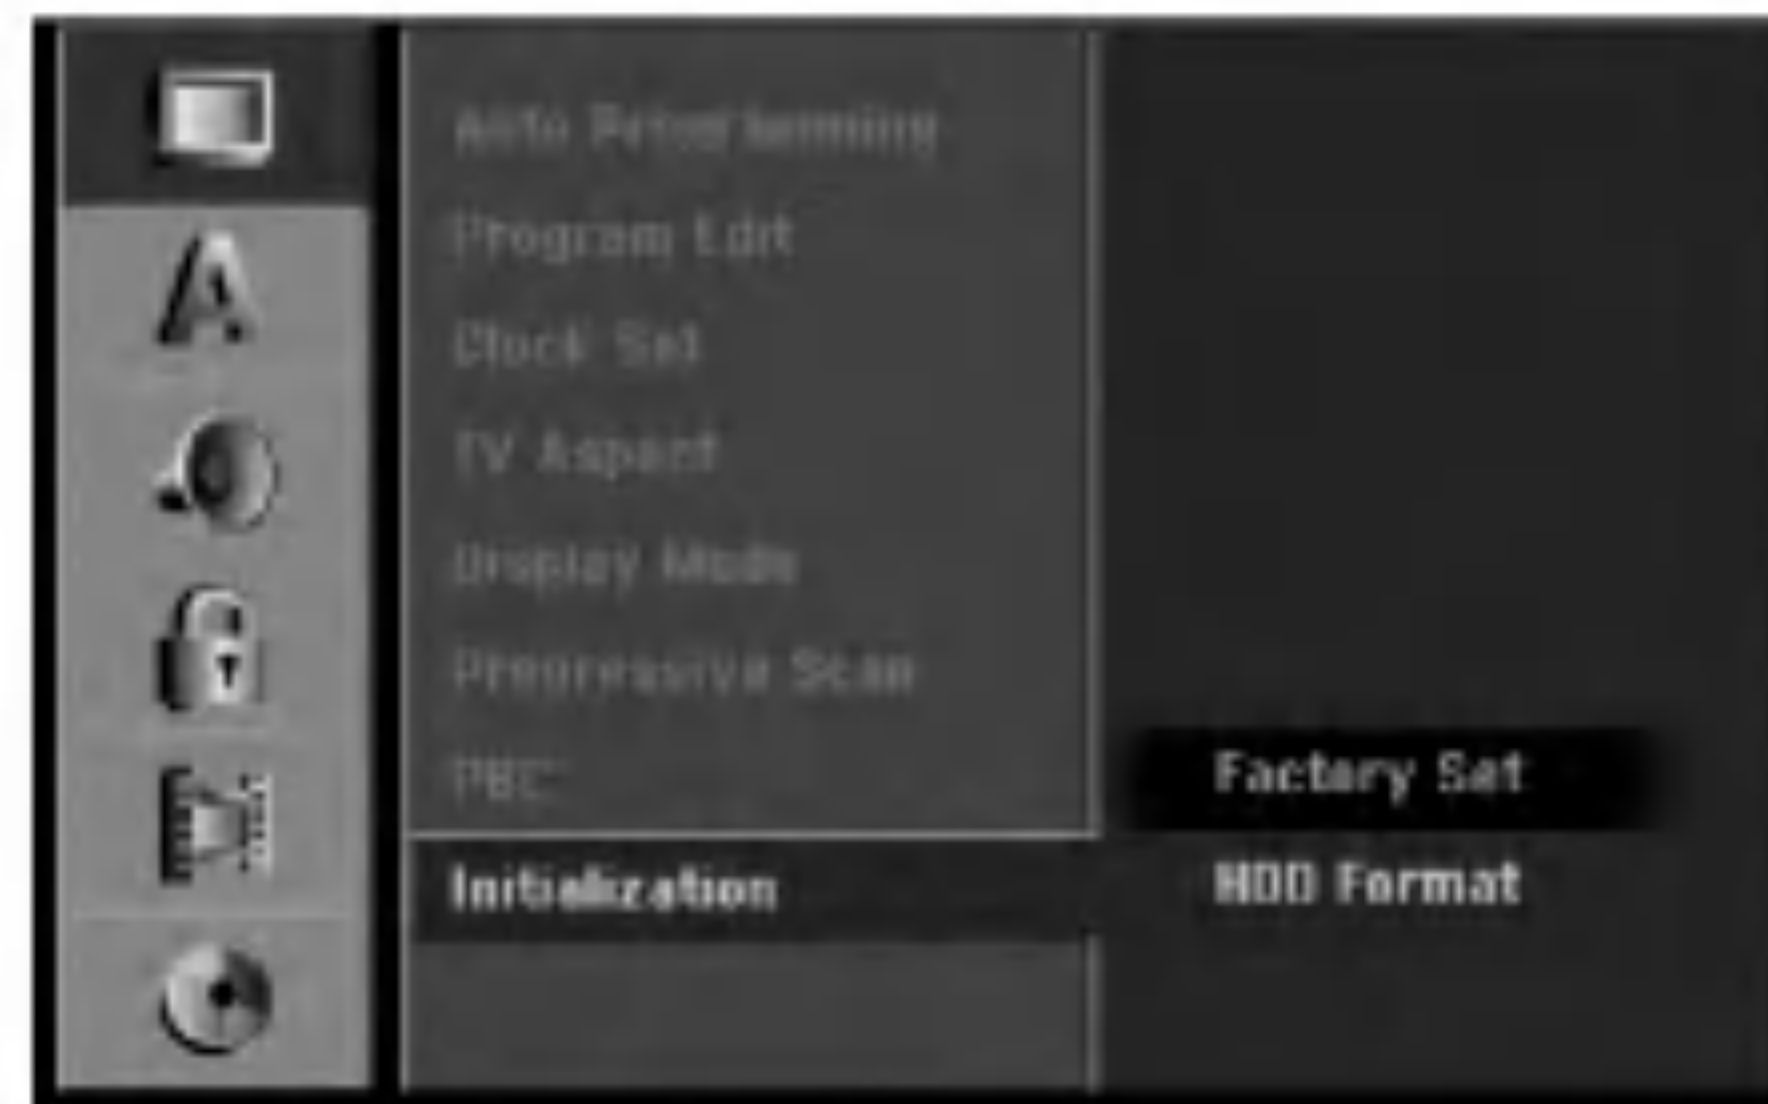 Auto Programming
Program Edit
Clock Set
TV Aspect
Display Mode
Progressive Scan
PBC
Factory Set
Initialization
HDD Format